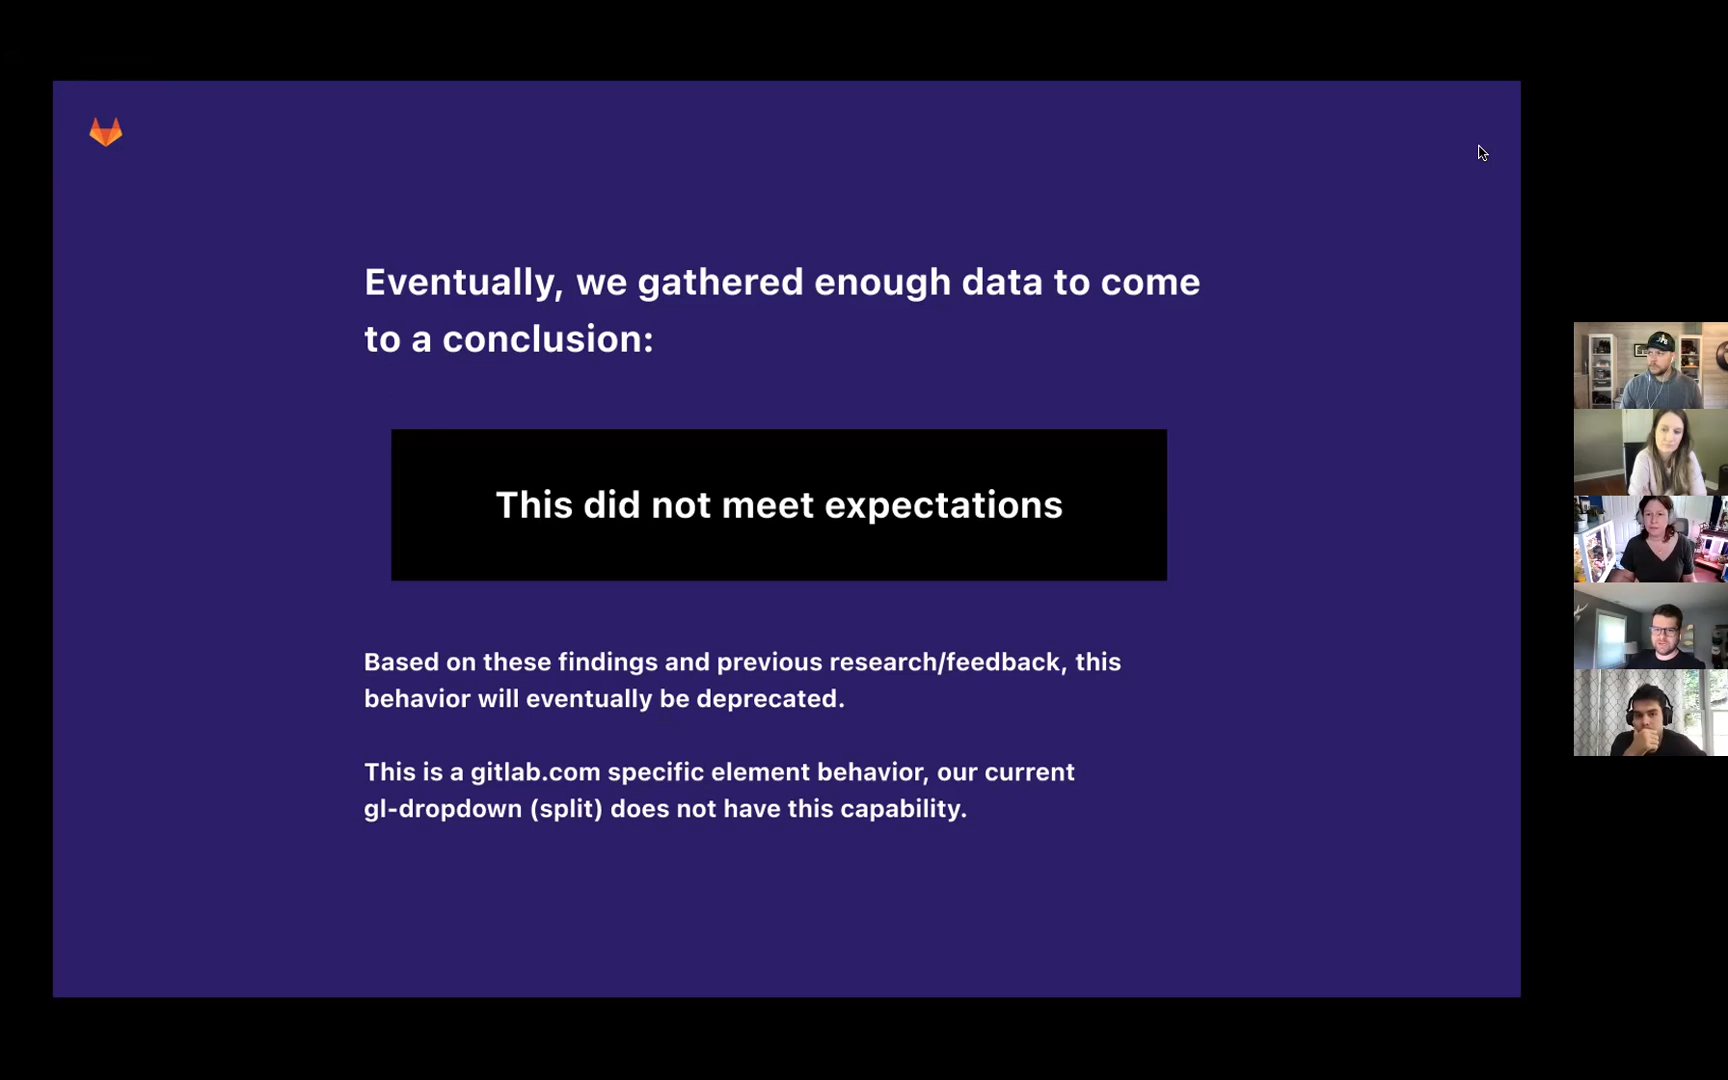 Eventually, we gathered enough data to come
to a conclusion:
This did not meet expectations
Based on these findings and previous research/feedback, this
behavior will eventually be deprecated.
This is a gitlab.com specific element behavior, our current
gl-dropdown (split) does not have this capability.